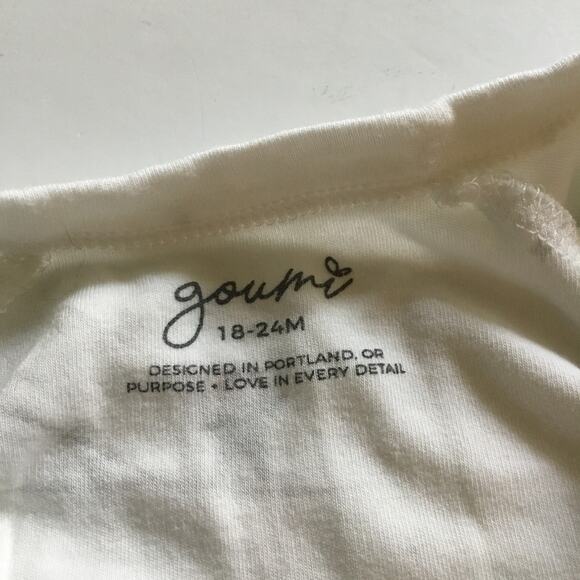 goumi
18-24M
DESIGNED IN PORTLAND, OR
PURPOSE + LOVE IN EVERY DETAIL